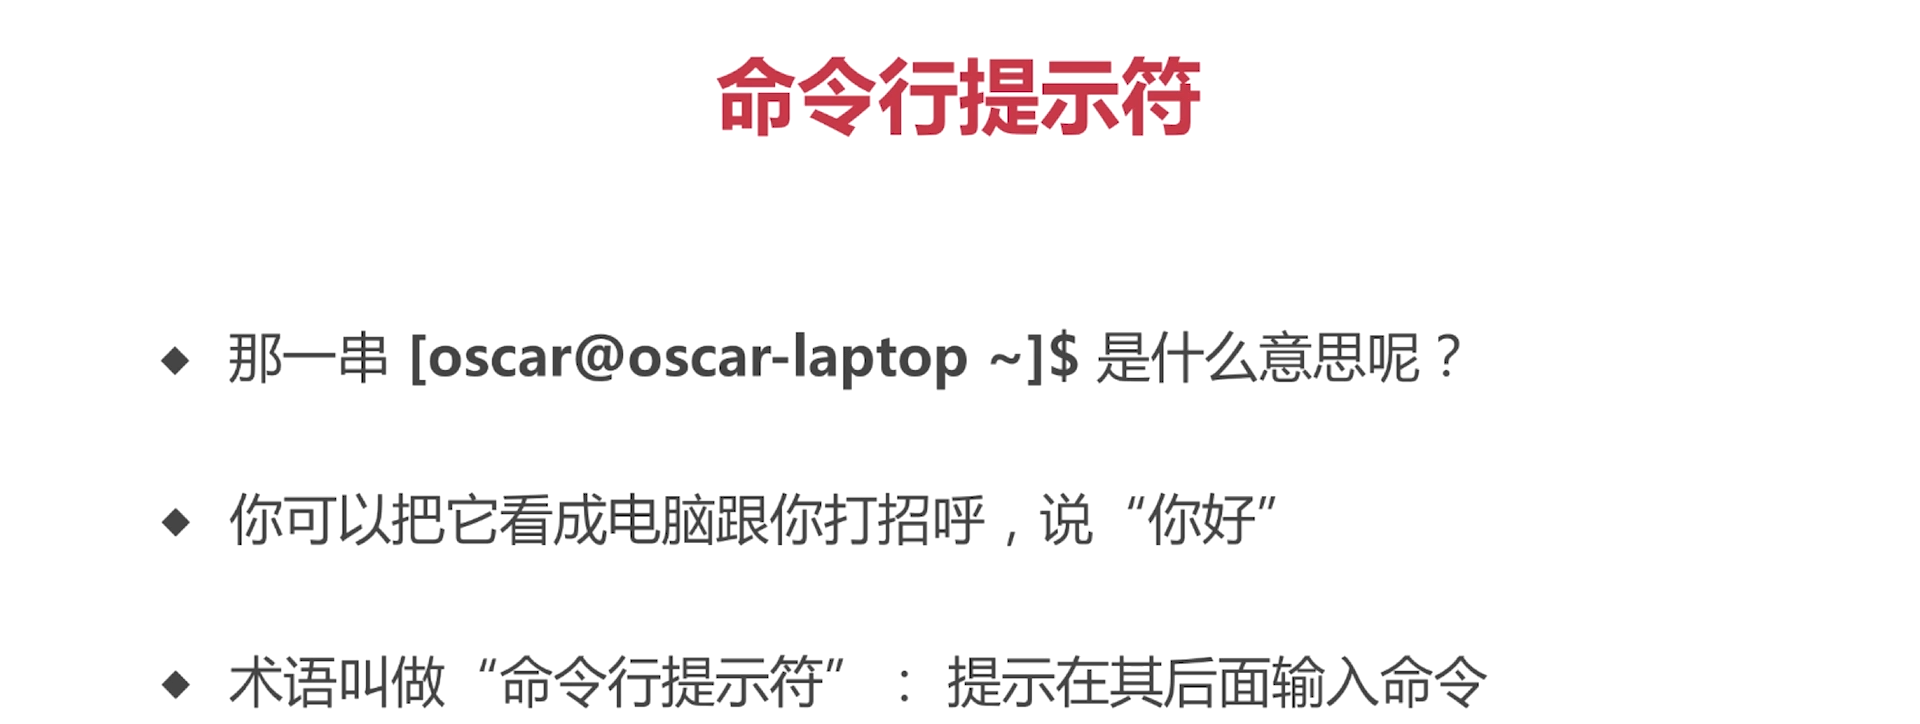 命令行提示符
◆ 那一串 [oscar@oscar-laptop ~]$ 是什么意思呢？
◆ 你可以把它看成电脑跟你打招呼，说“你好”
◆ 术语叫做“命令行提示符” ： 提示在其后面输入命令